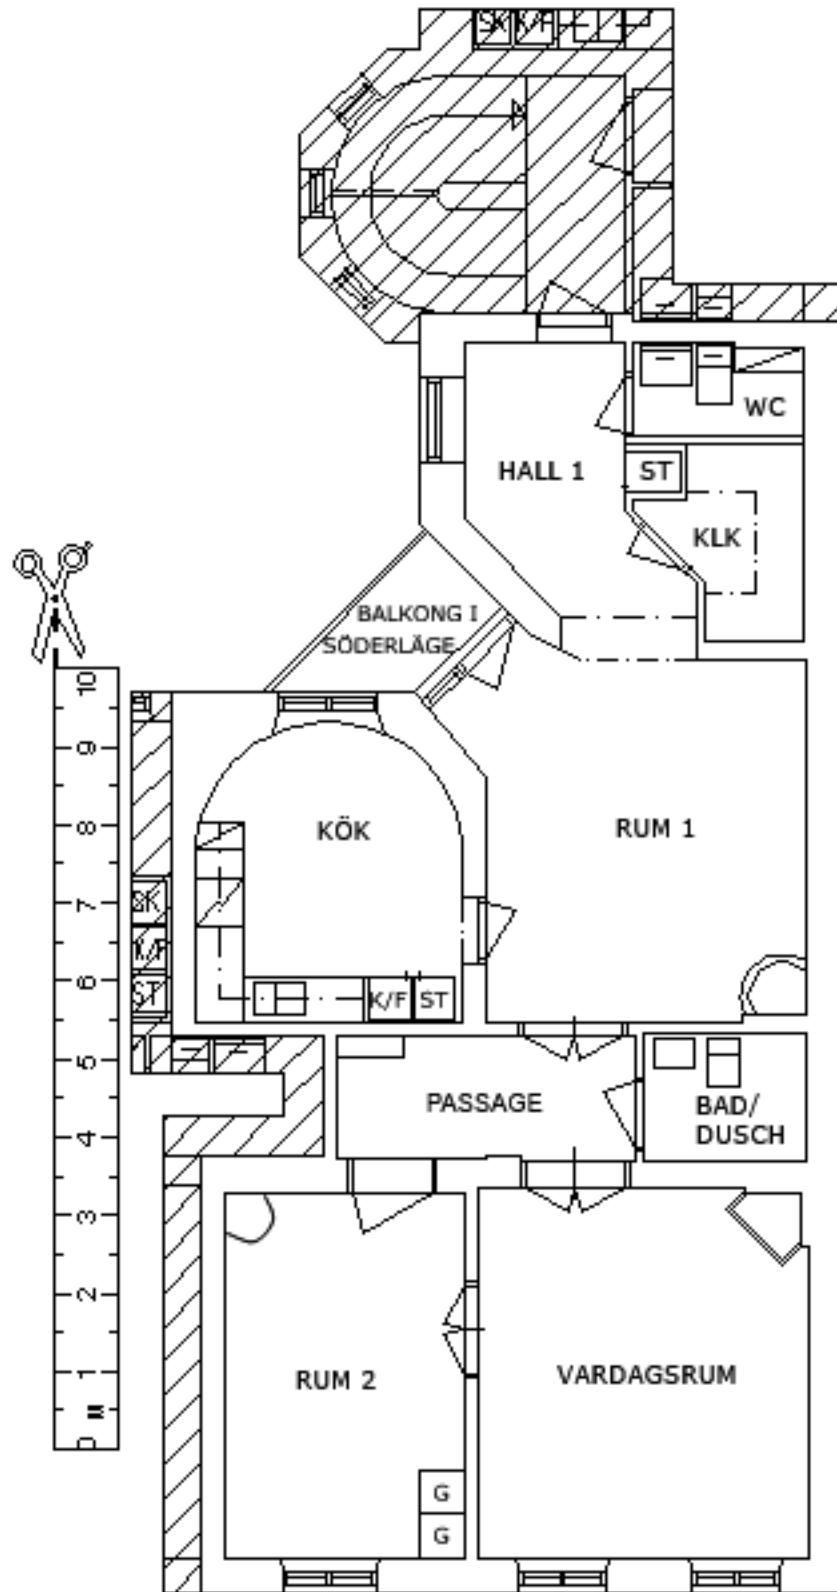 SK K/F
WC
HALL 1
ST
KLK
BALKONG I
SÖDERLÄGE
10
9
8
7
6
5
4
3
2
1
m
0
KÖK
RUM 1
SK
K/F
ST
K/F
ST
PASSAGE
BAD/
DUSCH
RUM 2
VARDAGSRUM
G
G